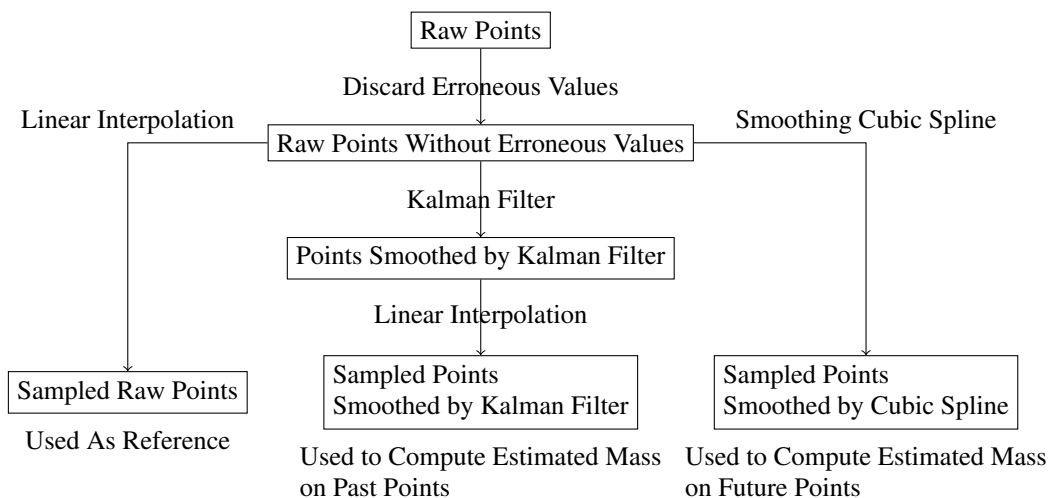 Raw Points
Discard Erroneous Values
Linear Interpolation
Smoothing Cubic Spline
Raw Points Without Erroneous Values
Kalman Filter
Points Smoothed by Kalman Filter
Linear Interpolation
Sampled Raw Points
Used As Reference
Sampled Points
Smoothed by Kalman Filter
Used to Compute Estimated Mass
on Past Points
Sampled Points
Smoothed by Cubic Spline
Used to Compute Estimated Mass
on Future Points